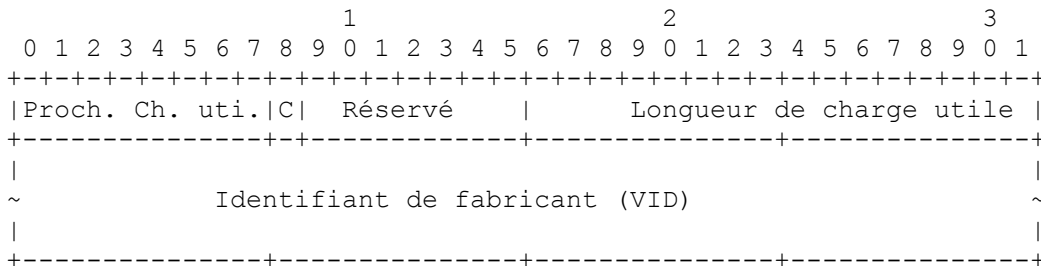 1                   2                   3
 0 1 2 3 4 5 6 7 8 9 0 1 2 3 4 5 6 7 8 9 0 1 2 3 4 5 6 7 8 9 0 1
+-+-+-+-+-+-+-+-+-+-+-+-+-+-+-+-+-+-+-+-+-+-+-+-+-+-+-+-+-+-+-+-+
|Proch. Ch. uti.|C|  Réservé    |      Longueur de charge utile |
+---------------+-+-------------+---------------+---------------+
|                                                               |
~            Identifiant de fabricant (VID)                     ~
|                                                               |
+---------------+---------------+---------------+---------------+